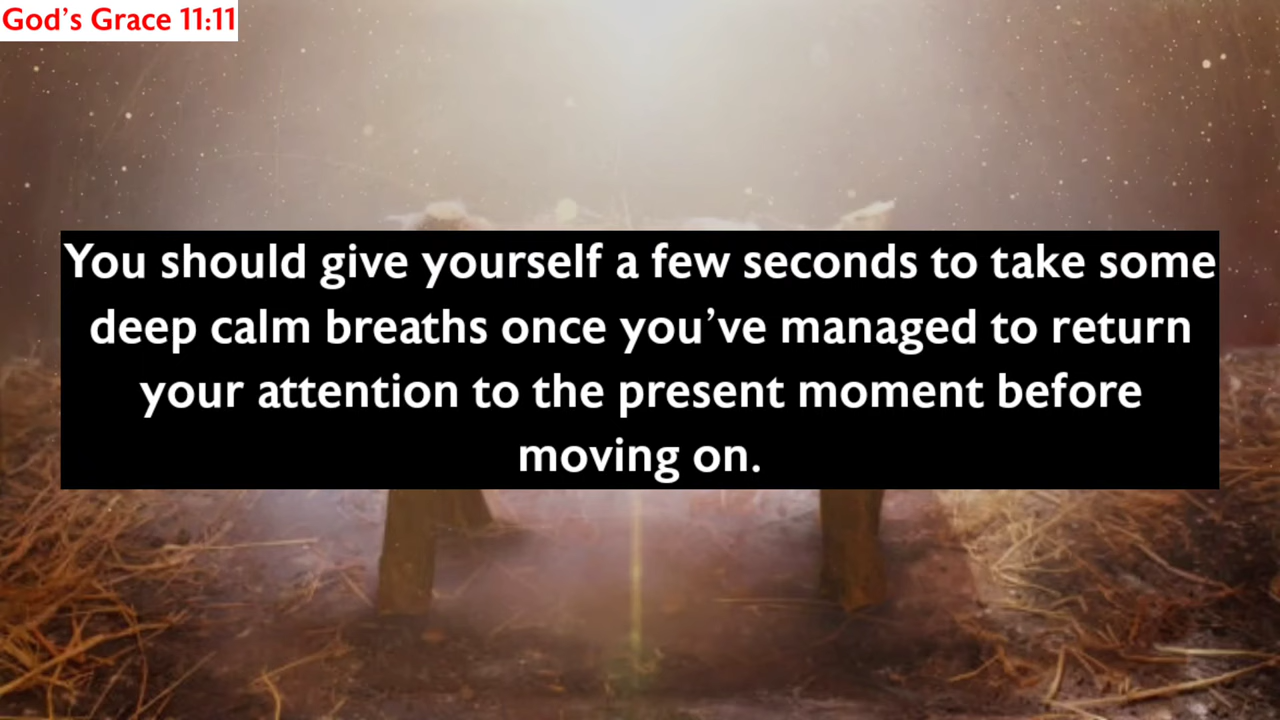 God’s Grace 11:11
You should give yourself a few seconds to take some
deep calm breaths once you’ve managed to return
your attention to the present moment before
moving on.